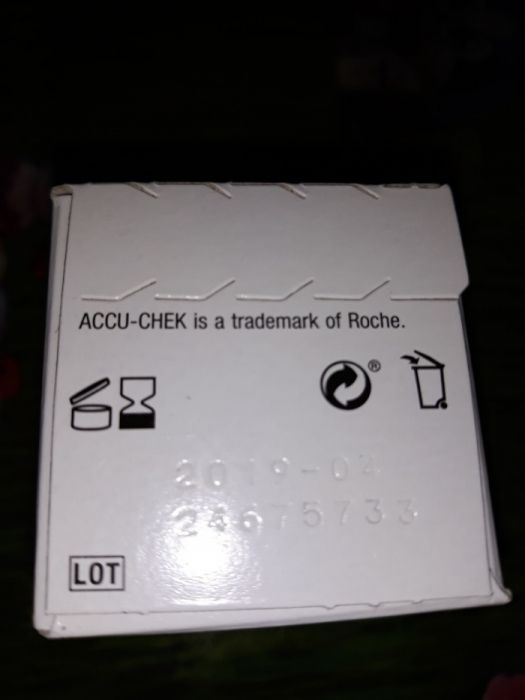 ACCU-CHEK is a trademark of Roche.
®
2019-02
24675733
LOT